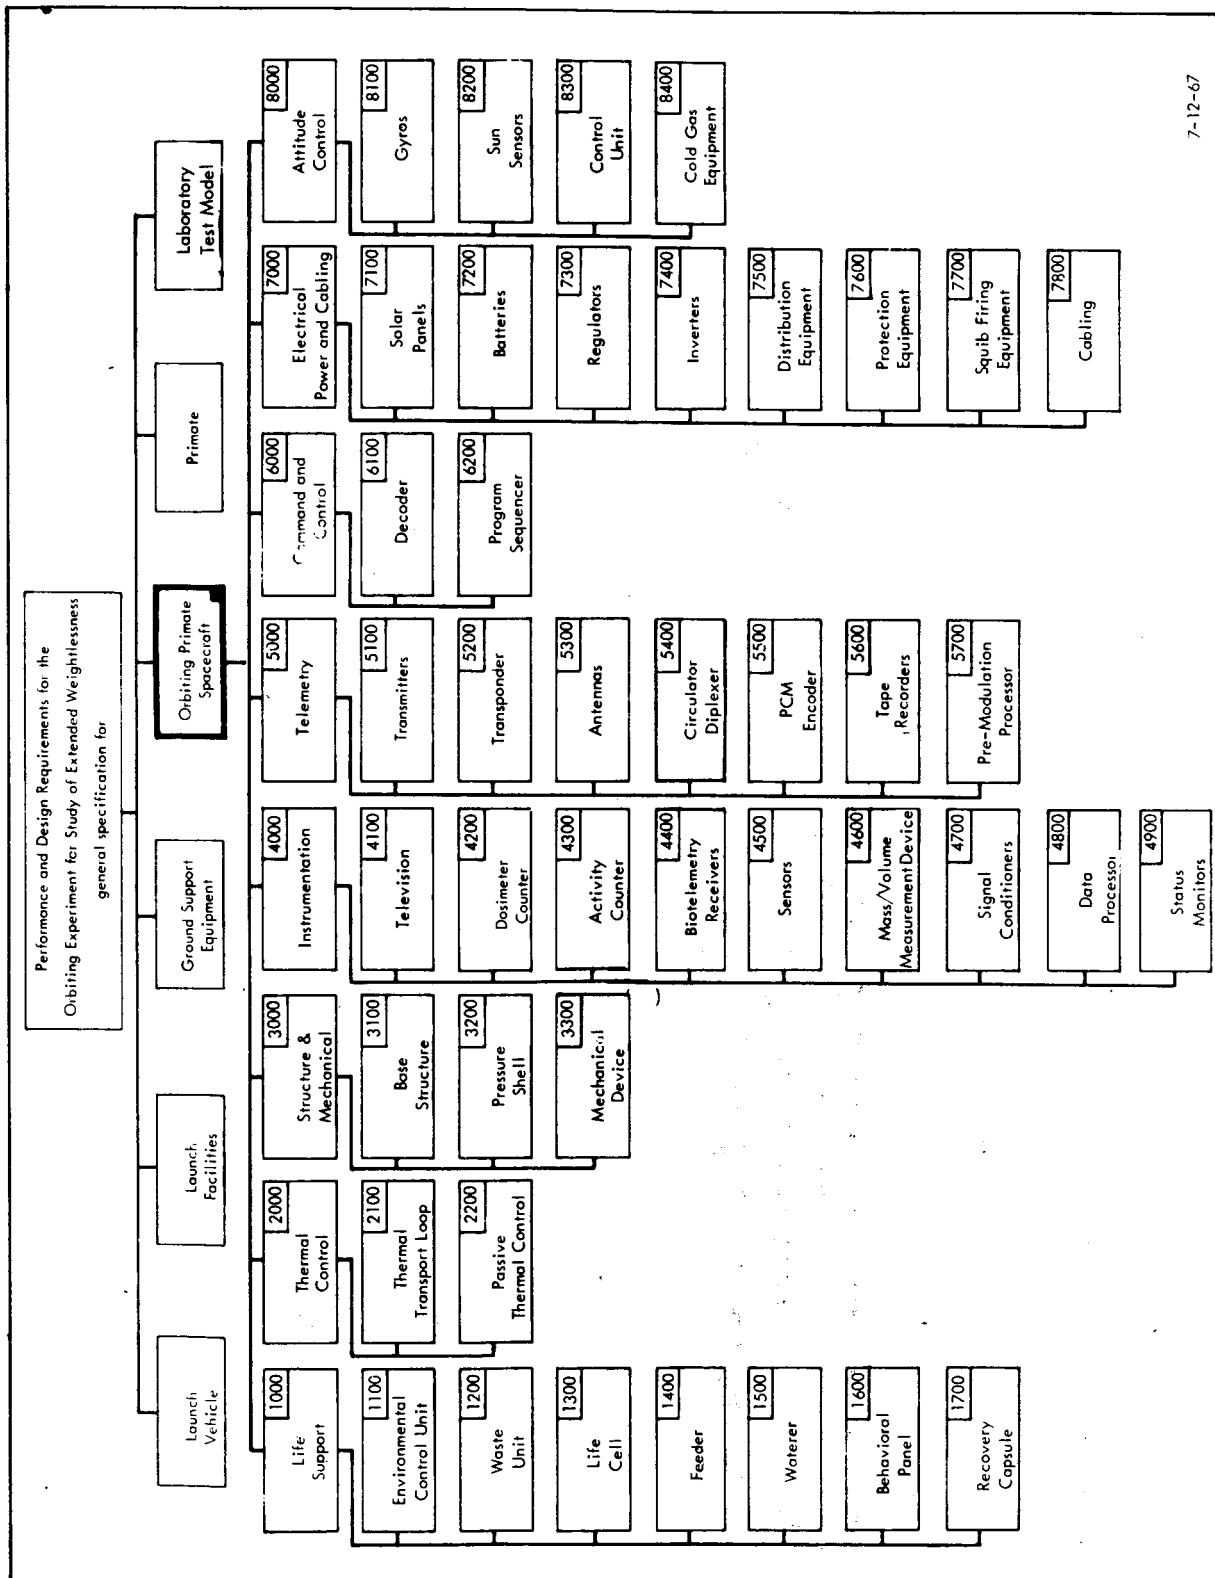 Performance and Design Requirements for the
Orbiting Experiment for Study of Extended Weightlessness
general specification for
Launch
Vehicle
Launch
Facilities
Ground Support
Equipment
Orbiting Primate
Spacecraft
Primate
Laboratory
Test Model
1000
Life
Support
1100
Environmental
Control Unit
1200
Waste
Unit
1300
Life
Cell
1400
Feeder
1500
Waterer
1600
Behavioral
Panel
1700
Recovery
Capsule
2000
Thermal
Control
2100
Thermal
Transport Loop
2200
Passive
Thermal Control
3000
Structure &
Mechanical
3100
Base
Structure
3200
Pressure
Shell
3300
Mechanical
Device
4000
Instrumentation
4100
Television
4200
Dosimeter
Counter
4300
Activity
Counter
4400
Biotelemetry
Receivers
4500
Sensors
4600
Mass/Volume
Measurement Device
4700
Signal
Conditioners
4800
Data
Processor
4900
Status
Monitors
5000
Telemetry
5100
Transmitters
5200
Transponder
5300
Antennas
5400
Circulator
Diplexer
5500
PCM
Encoder
5600
Tape
Recorders
5700
Pre-Modulation
Processor
6000
Command and
Control
6100
Decoder
6200
Program
Sequencer
7000
Electrical
Power and Cabling
7100
Solar
Panels
7200
Batteries
7300
Regulators
7400
Inverters
7500
Distribution
Equipment
7600
Protection
Equipment
7700
Squib Firing
Equipment
7800
Cabling
8000
Attitude
Control
8100
Gyros
8200
Sun
Sensors
8300
Control
Unit
8400
Cold Gas
Equipment
7-12-67